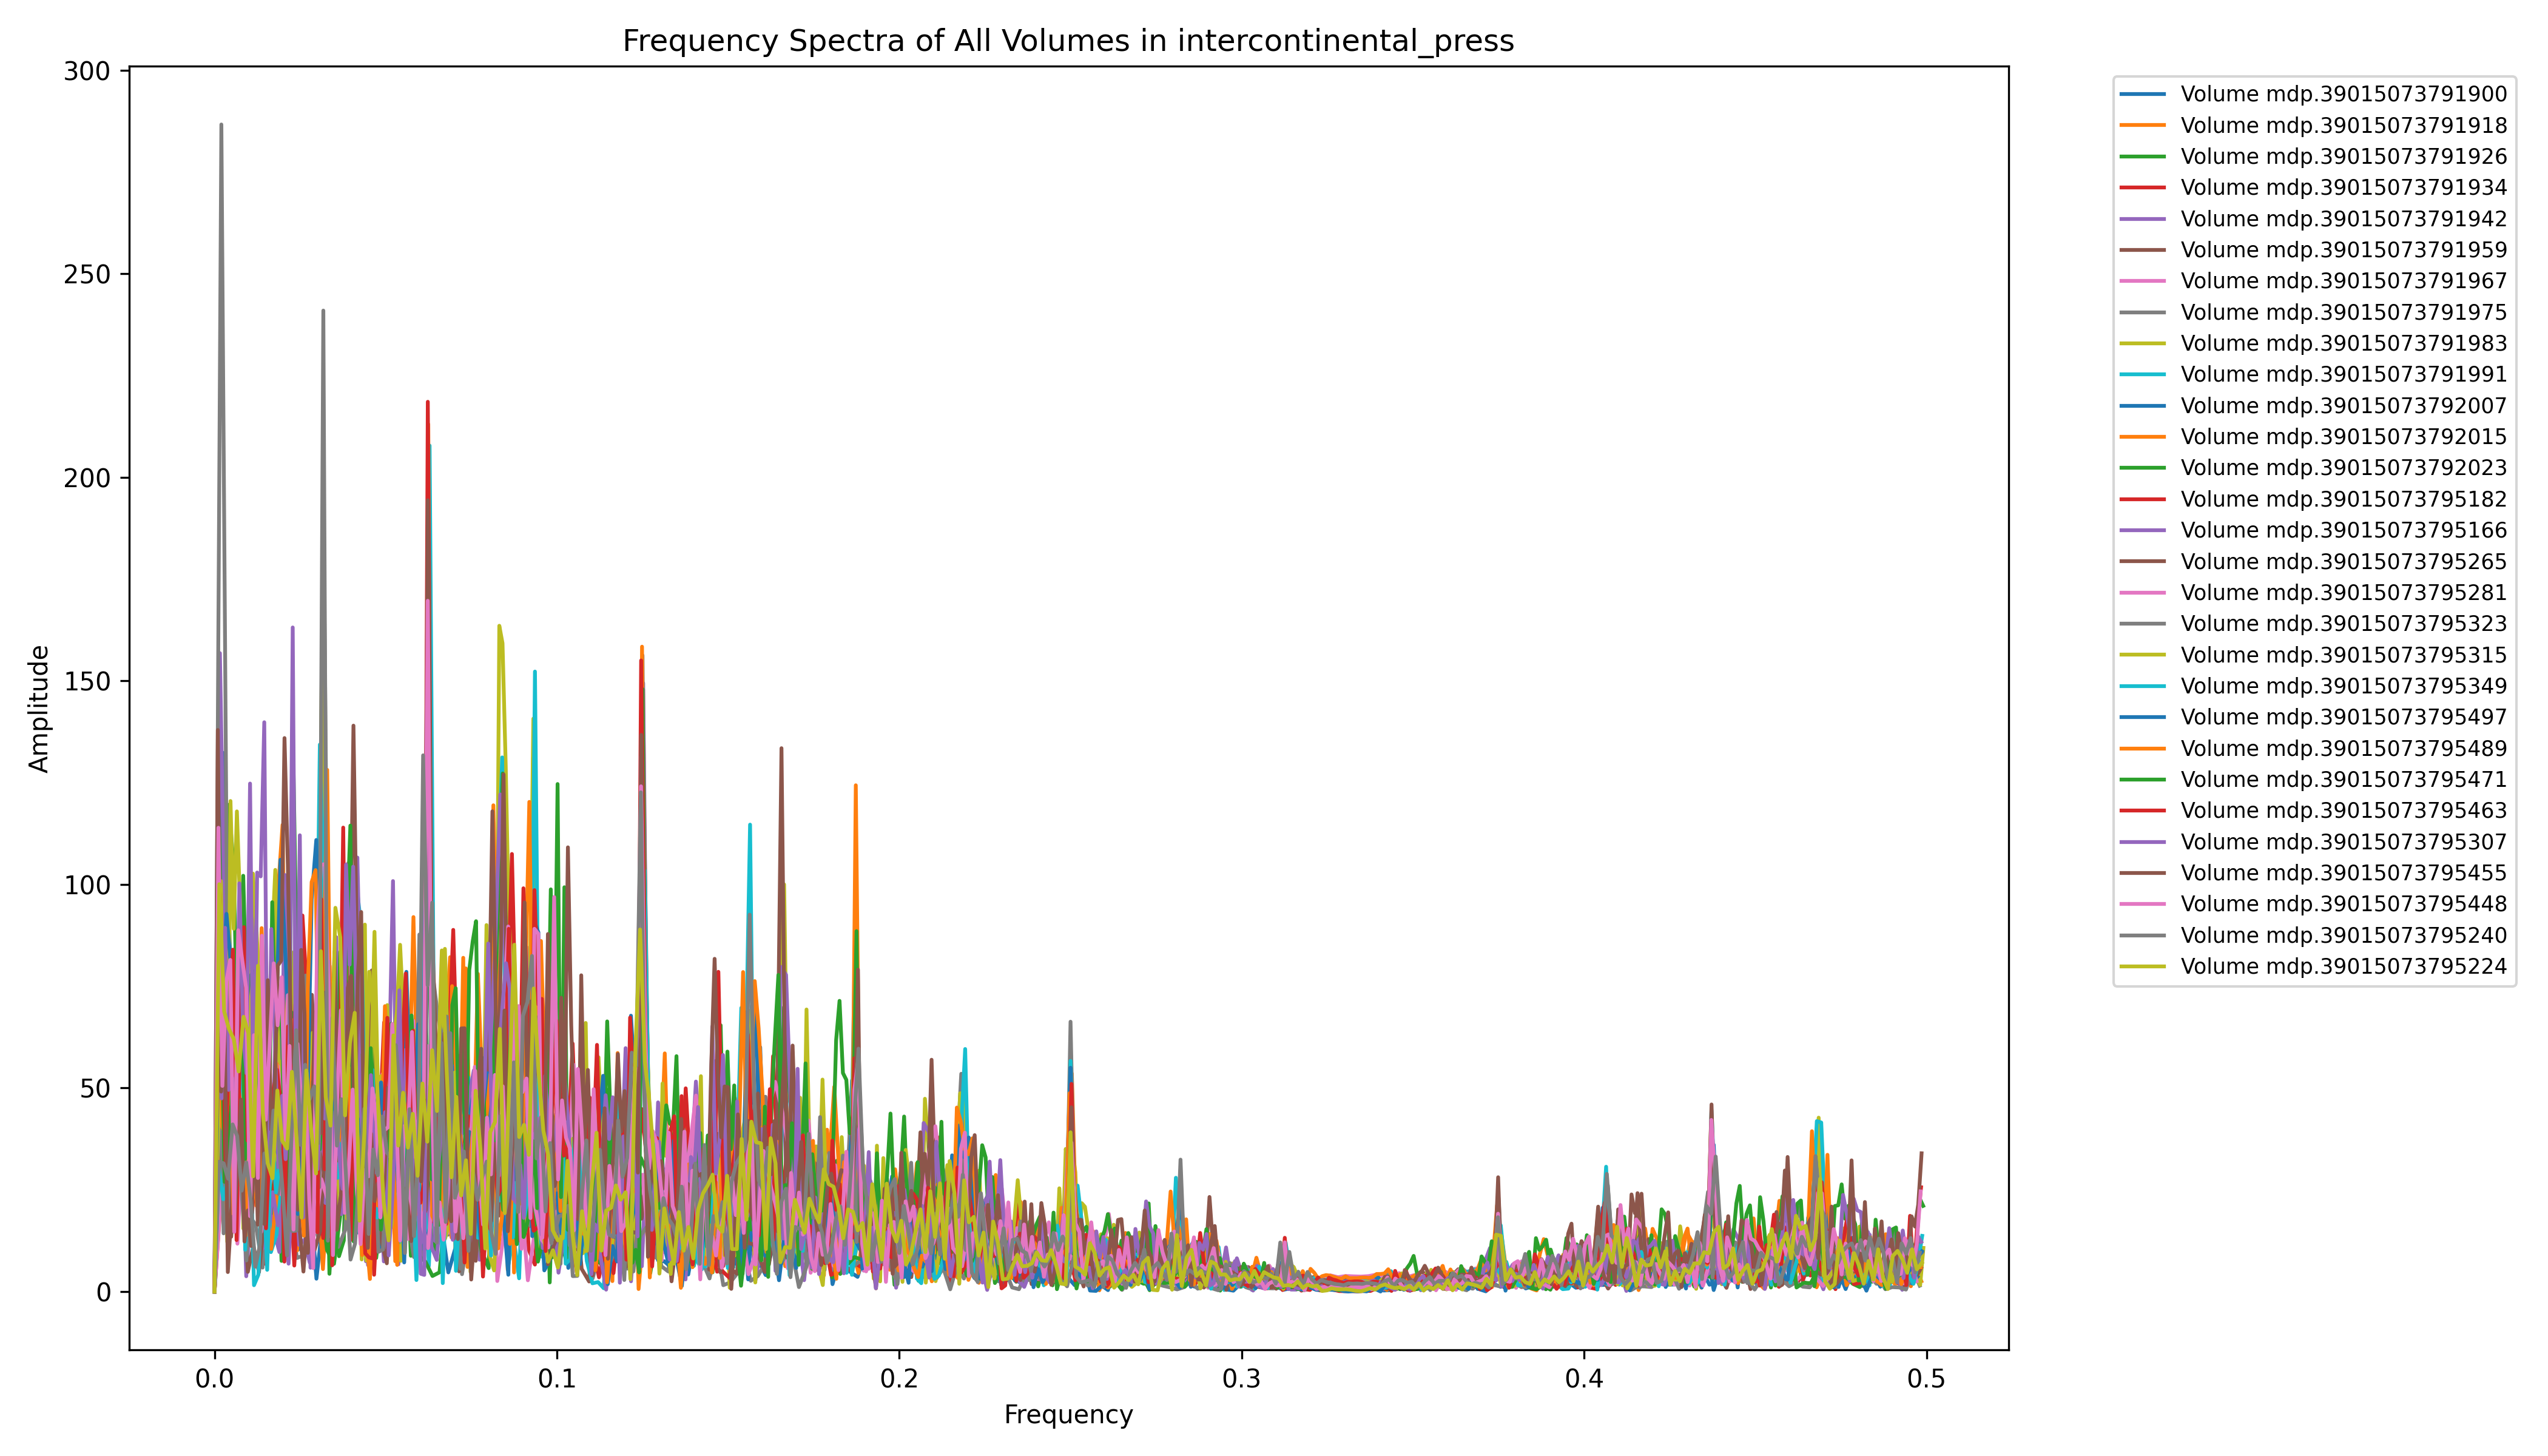 Frequency Spectra of All Volumes in intercontinental_press
300
250
200
150
100
50
0
Amplitude
0.0 0.1 0.2 0.3 0.4 0.5
Frequency
Volume mdp.39015073791900
Volume mdp.39015073791918
Volume mdp.39015073791926
Volume mdp.39015073791934
Volume mdp.39015073791942
Volume mdp.39015073791959
Volume mdp.39015073791967
Volume mdp.39015073791975
Volume mdp.39015073791983
Volume mdp.39015073791991
Volume mdp.39015073792007
Volume mdp.39015073792015
Volume mdp.39015073792023
Volume mdp.39015073795182
Volume mdp.39015073795166
Volume mdp.39015073795265
Volume mdp.39015073795281
Volume mdp.39015073795323
Volume mdp.39015073795315
Volume mdp.39015073795349
Volume mdp.39015073795497
Volume mdp.39015073795489
Volume mdp.39015073795471
Volume mdp.39015073795463
Volume mdp.39015073795307
Volume mdp.39015073795455
Volume mdp.39015073795448
Volume mdp.39015073795240
Volume mdp.39015073795224